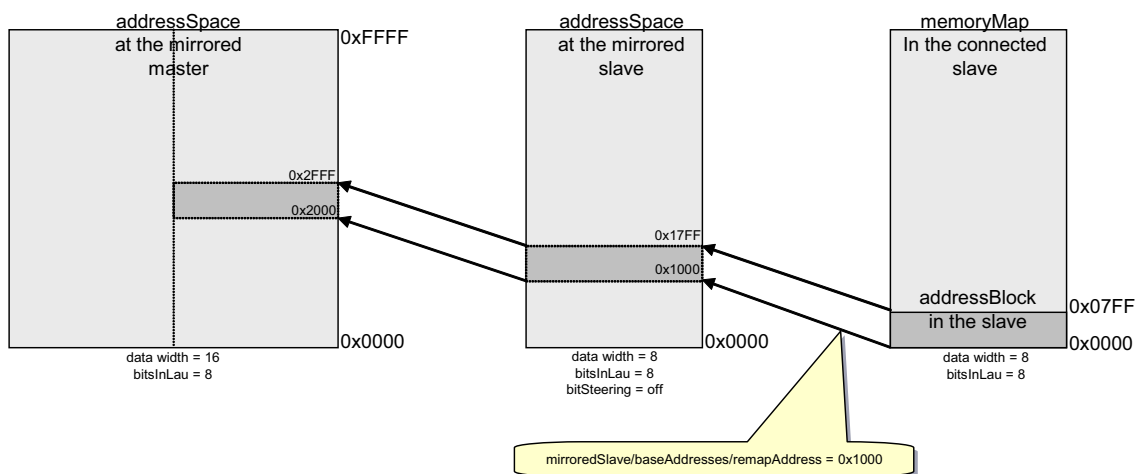 addressSpace
at the mirrored
master
0xFFFF
0x2FFF
0x2000
0x0000
data width = 16
bitsInLau = 8
addressSpace
at the mirrored
slave
0x17FF
0x1000
0x0000
data width = 8
bitsInLau = 8
bitSteering = off
memoryMap
In the connected
slave
addressBlock
in the slave
0x07FF
0x0000
data width = 8
bitsInLau = 8
mirroredSlave/baseAddresses/remapAddress = 0x1000